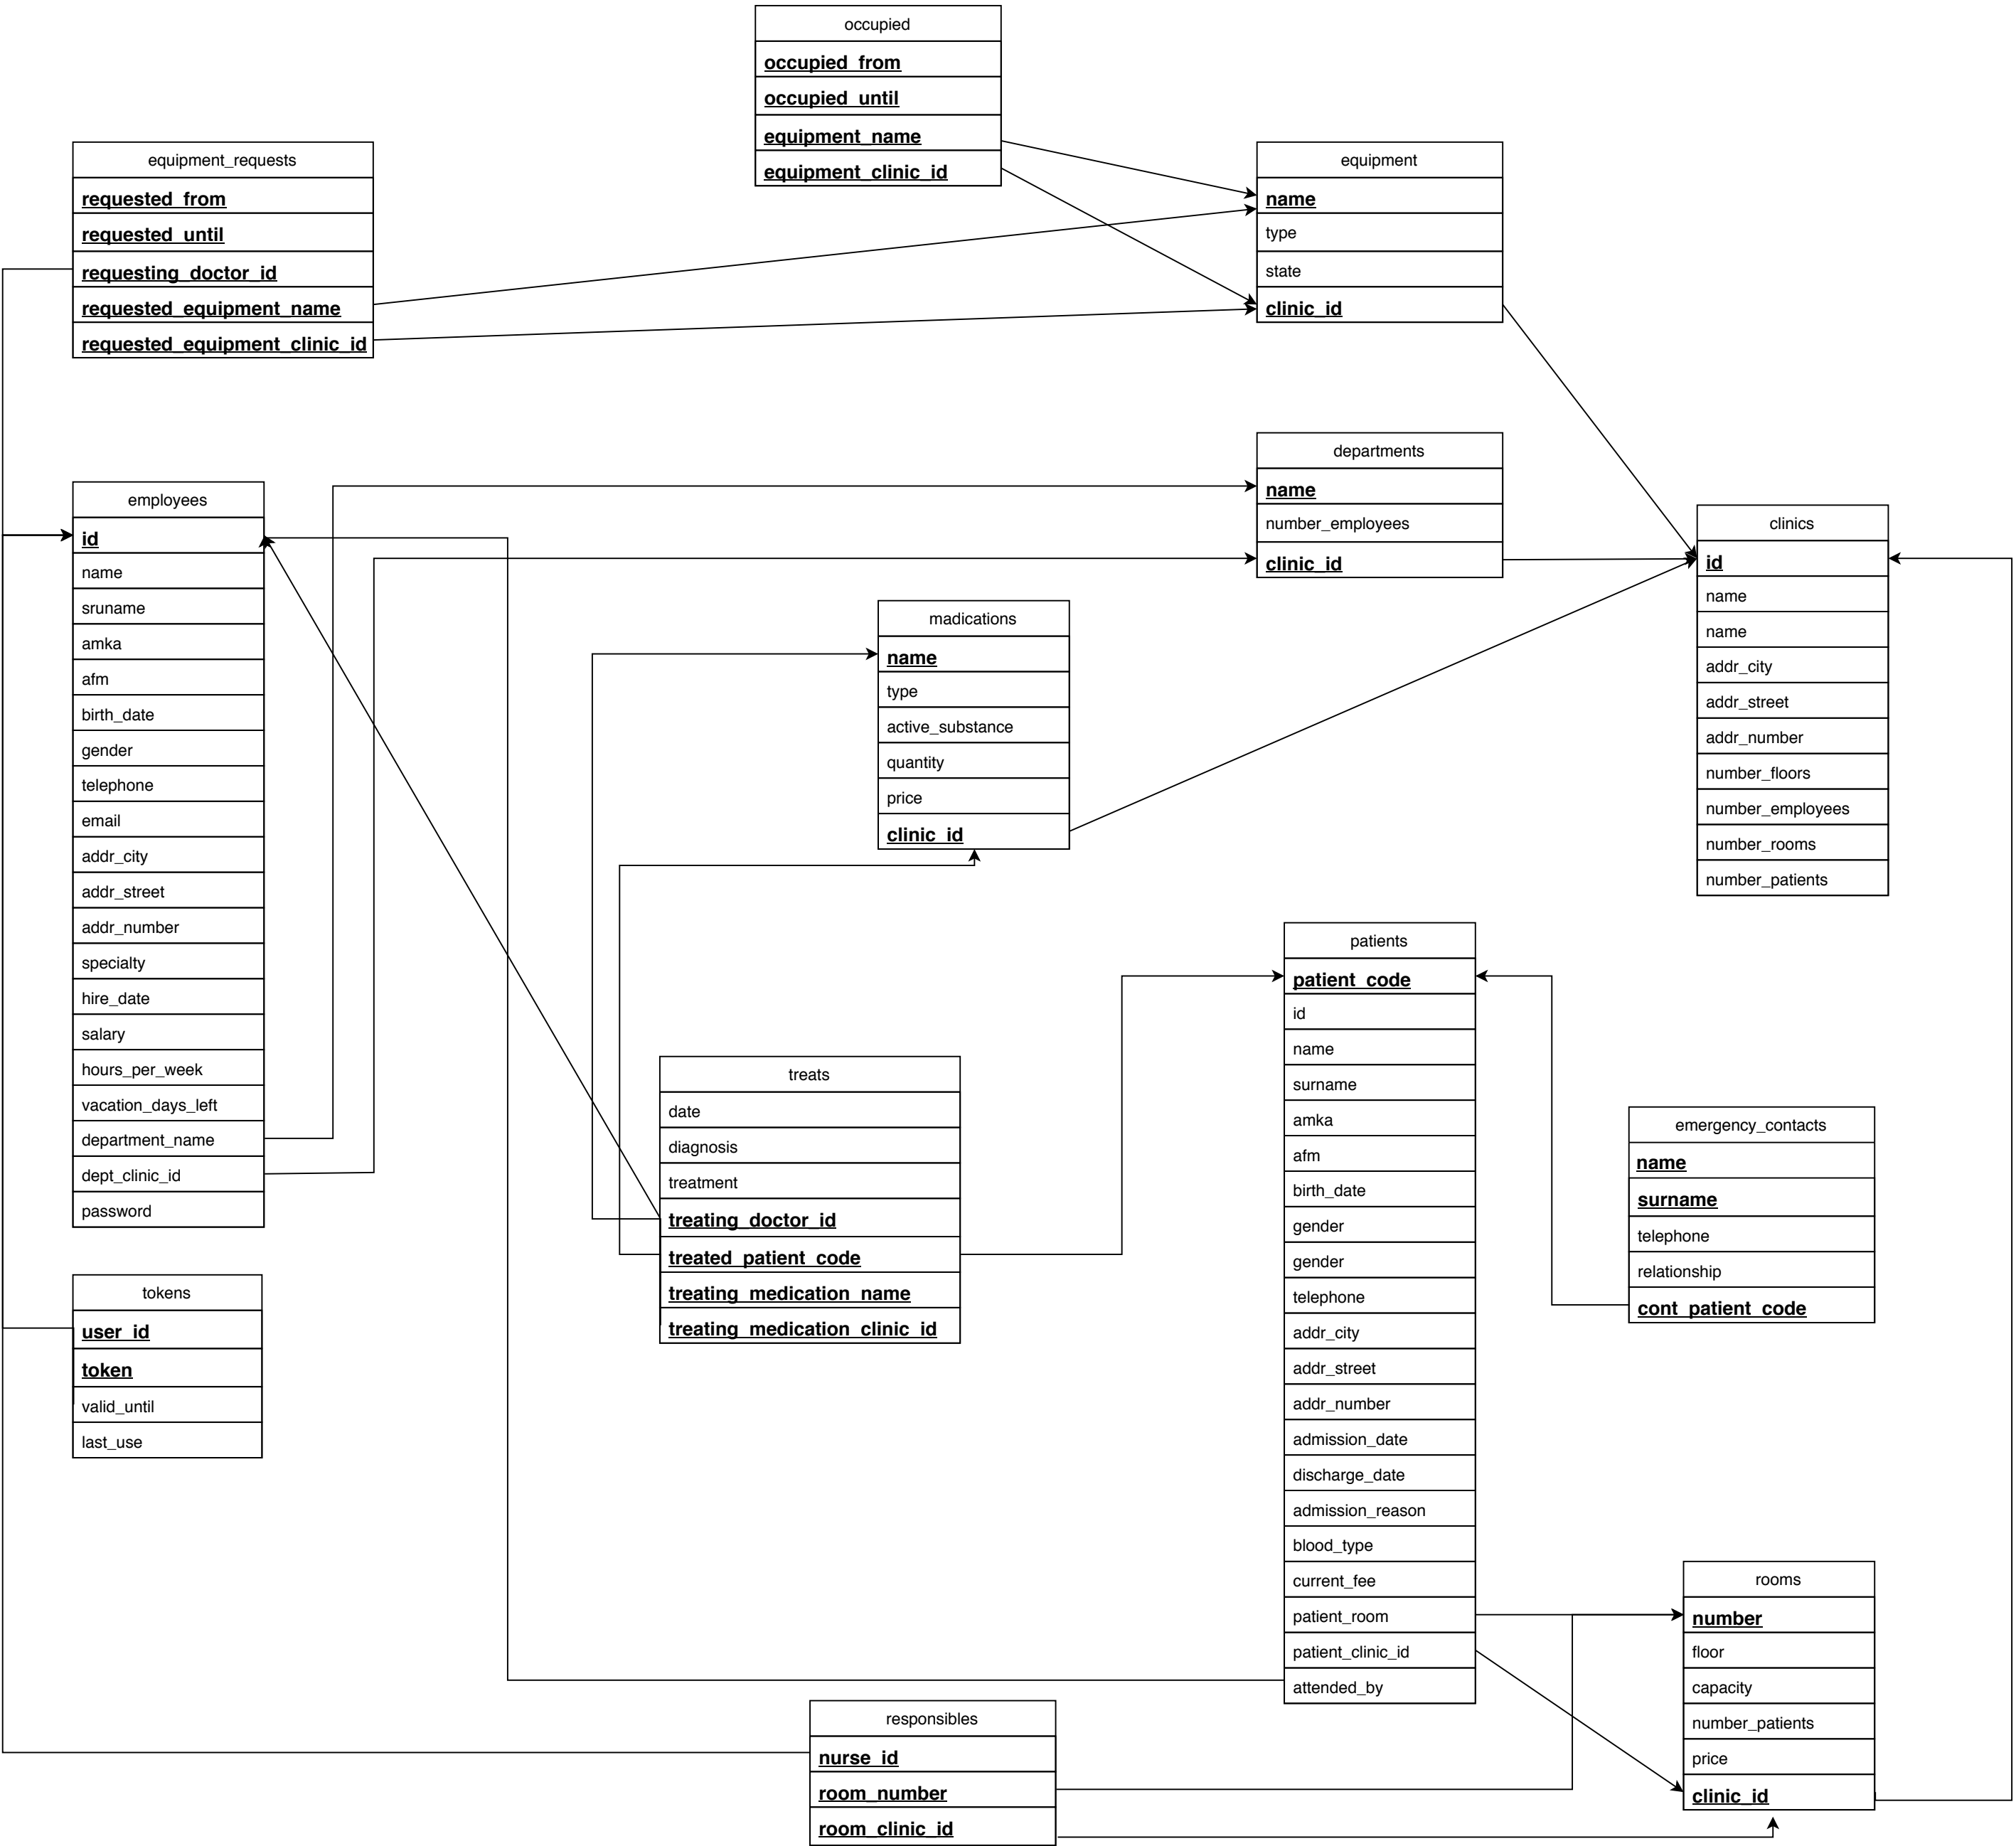 occupied
occupied_from
occupied_until
equipment_name
equipment_clinic_id
equipment_requests
requested_from
requested_until
requesting_doctor_id
requested_equipment_name
requested_equipment_clinic_id
equipment
name
type
state
clinic_id
departments
name
number_employees
clinic_id
employees
id
name
sruname
amka
afm
birth_date
gender
telephone
email
addr_city
addr_street
addr_number
specialty
hire_date
salary
hours_per_week
vacation_days_left
department_name
dept_clinic_id
password
clinics
id
name
name
addr_city
addr_street
addr_number
number_floors
number_employees
number_rooms
number_patients
madications
name
type
active_substance
quantity
price
clinic_id
patients
patient_code
id
name
surname
amka
afm
birth_date
gender
gender
telephone
addr_city
addr_street
addr_number
admission_date
discharge_date
admission_reason
blood_type
current_fee
patient_room
patient_clinic_id
attended_by
treats
date
diagnosis
treatment
treating_doctor_id
treated_patient_code
treating_medication_name
treating_medication_clinic_id
emergency_contacts
name
surname
telephone
relationship
cont_patient_code
tokens
user_id
token
valid_until
last_use
rooms
number
floor
capacity
number_patients
price
clinic_id
responsibles
nurse_id
room_number
room_clinic_id